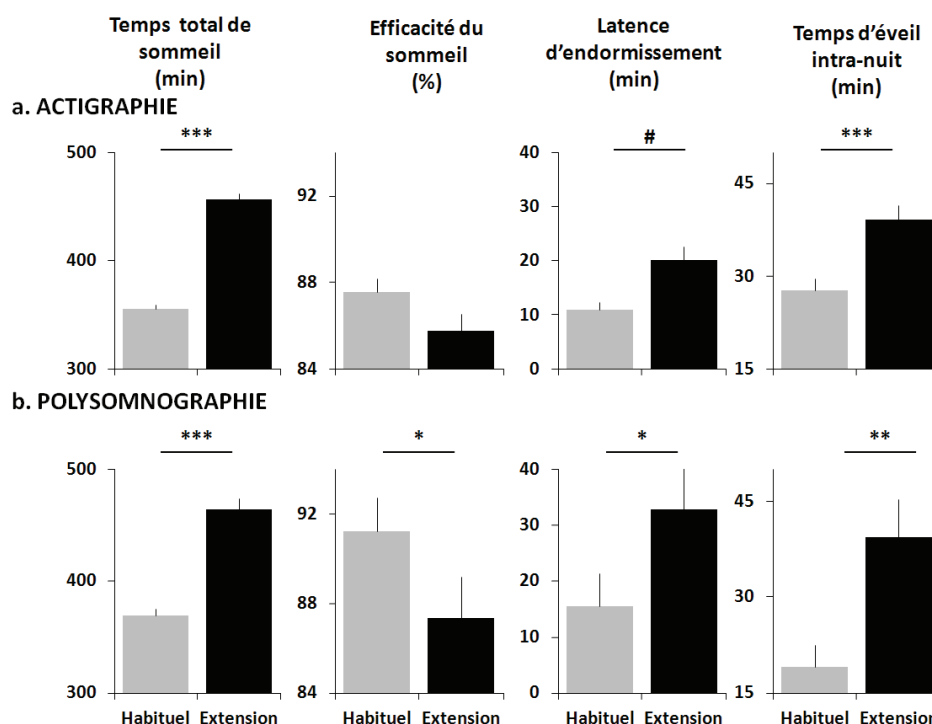 Temps total de
sommeil
(min)
Efficacité du
sommeil
(%)
Latence
d'endormissement
(min)
Temps d'éveil
intra-nuit
(min)
a. ACTIGRAPHIE
***
500
400
300
92
88
84
#
40
30
20
10
0
***
45
30
15
b. POLYSOMNOGRAPHIE
***
500
400
300
Habituel Extension
*
92
88
84
Habituel Extension
*
40
30
20
10
0
Habituel Extension
**
45
30
15
Habituel Extension